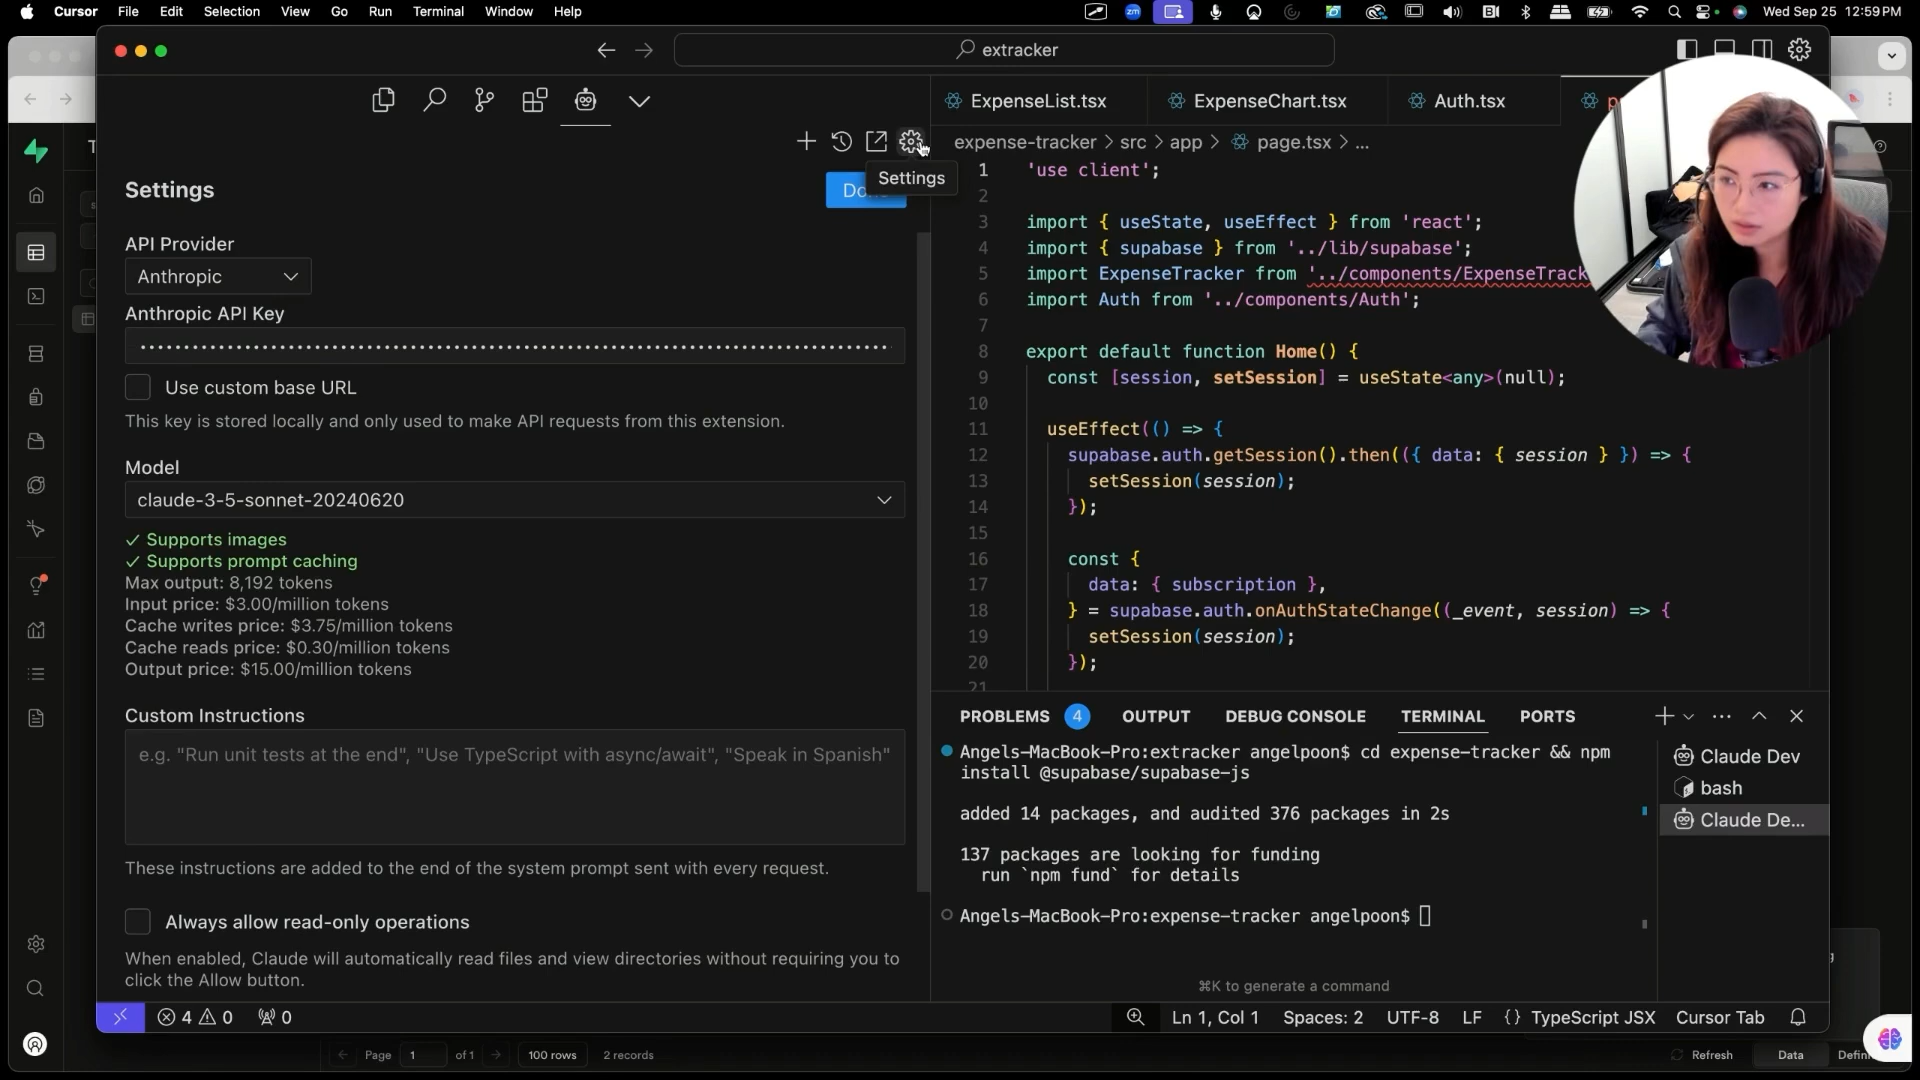 Cursor File Edit Selection View Go Run Terminal Window Help
zm
Wed Sep 25 12:59 PM
extracker
ExpenseList.tsx ExpenseChart.tsx Auth.tsx
expense-tracker > src > app > page.tsx > ...
Settings
Settings
API Provider
Anthropic
Anthropic API Key
Use custom base URL
This key is stored locally and only used to make API requests from this extension.
Model
claude-3-5-sonnet-20240620
✓ Supports images
✓ Supports prompt caching
Max output: 8,192 tokens
Input price: $3.00/million tokens
Cache writes price: $3.75/million tokens
Cache reads price: $0.30/million tokens
Output price: $15.00/million tokens
Custom Instructions
e.g. "Run unit tests at the end", "Use TypeScript with async/await", "Speak in Spanish"
These instructions are added to the end of the system prompt sent with every request.
Always allow read-only operations
When enabled, Claude will automatically read files and view directories without requiring you to
click the Allow button.
1 'use client';
2
3 import { useState, useEffect } from 'react';
4 import { supabase } from '../lib/supabase';
5 import ExpenseTracker from '../components/ExpenseTrack
6 import Auth from '../components/Auth';
7
8 export default function Home() {
9 const [session, setSession] = useState<any>(null);
10
11 useEffect(() => {
12 supabase.auth.getSession().then(({ data: { session } }) => {
13 setSession(session);
14 });
15
16 const {
17 data: { subscription },
18 } = supabase.auth.onAuthStateChange((_event, session) => {
19 setSession(session);
20 });
21
PROBLEMS 4 OUTPUT DEBUG CONSOLE TERMINAL PORTS
Angels-MacBook-Pro:extracker angelpoon$ cd expense-tracker && npm
install @supabase/supabase-js
added 14 packages, and audited 376 packages in 2s
137 packages are looking for funding
run `npm fund` for details
Angels-MacBook-Pro:expense-tracker angelpoon$
⌘K to generate a command
Claude Dev
bash
Claude De...
4 0 0
Ln 1, Col 1 Spaces: 2 UTF-8 LF {} TypeScript JSX Cursor Tab
Page 1 of 1 100 rows 2 records
Refresh Data